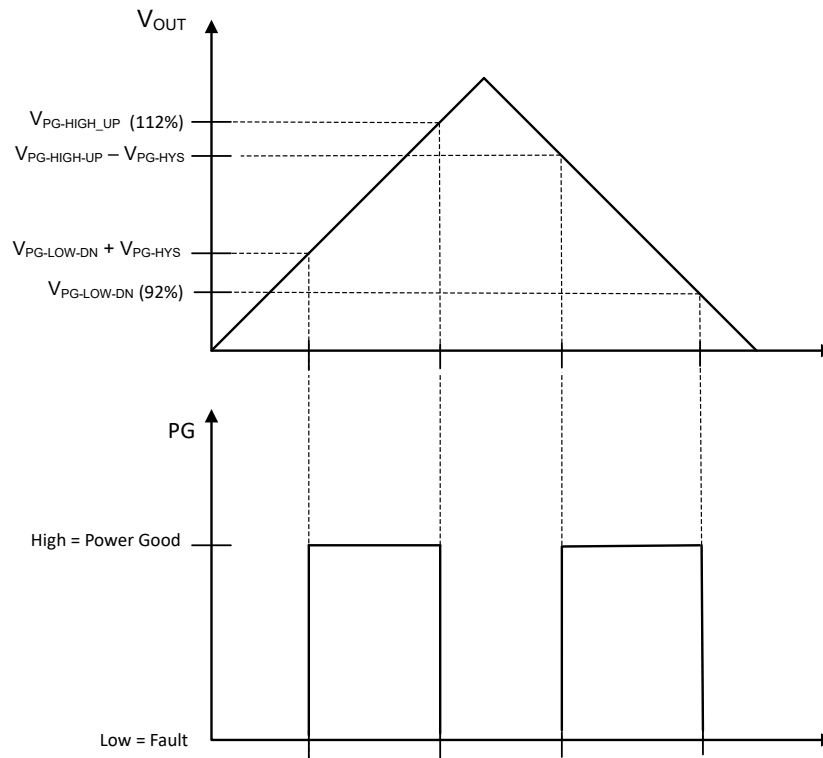 VOUT
VPG-HIGH_UP (112%)
VPG-HIGH-UP – VPG-HYS
VPG-LOW-DN + VPG-HYS
VPG-LOW-DN (92%)
PG
High = Power Good
Low = Fault